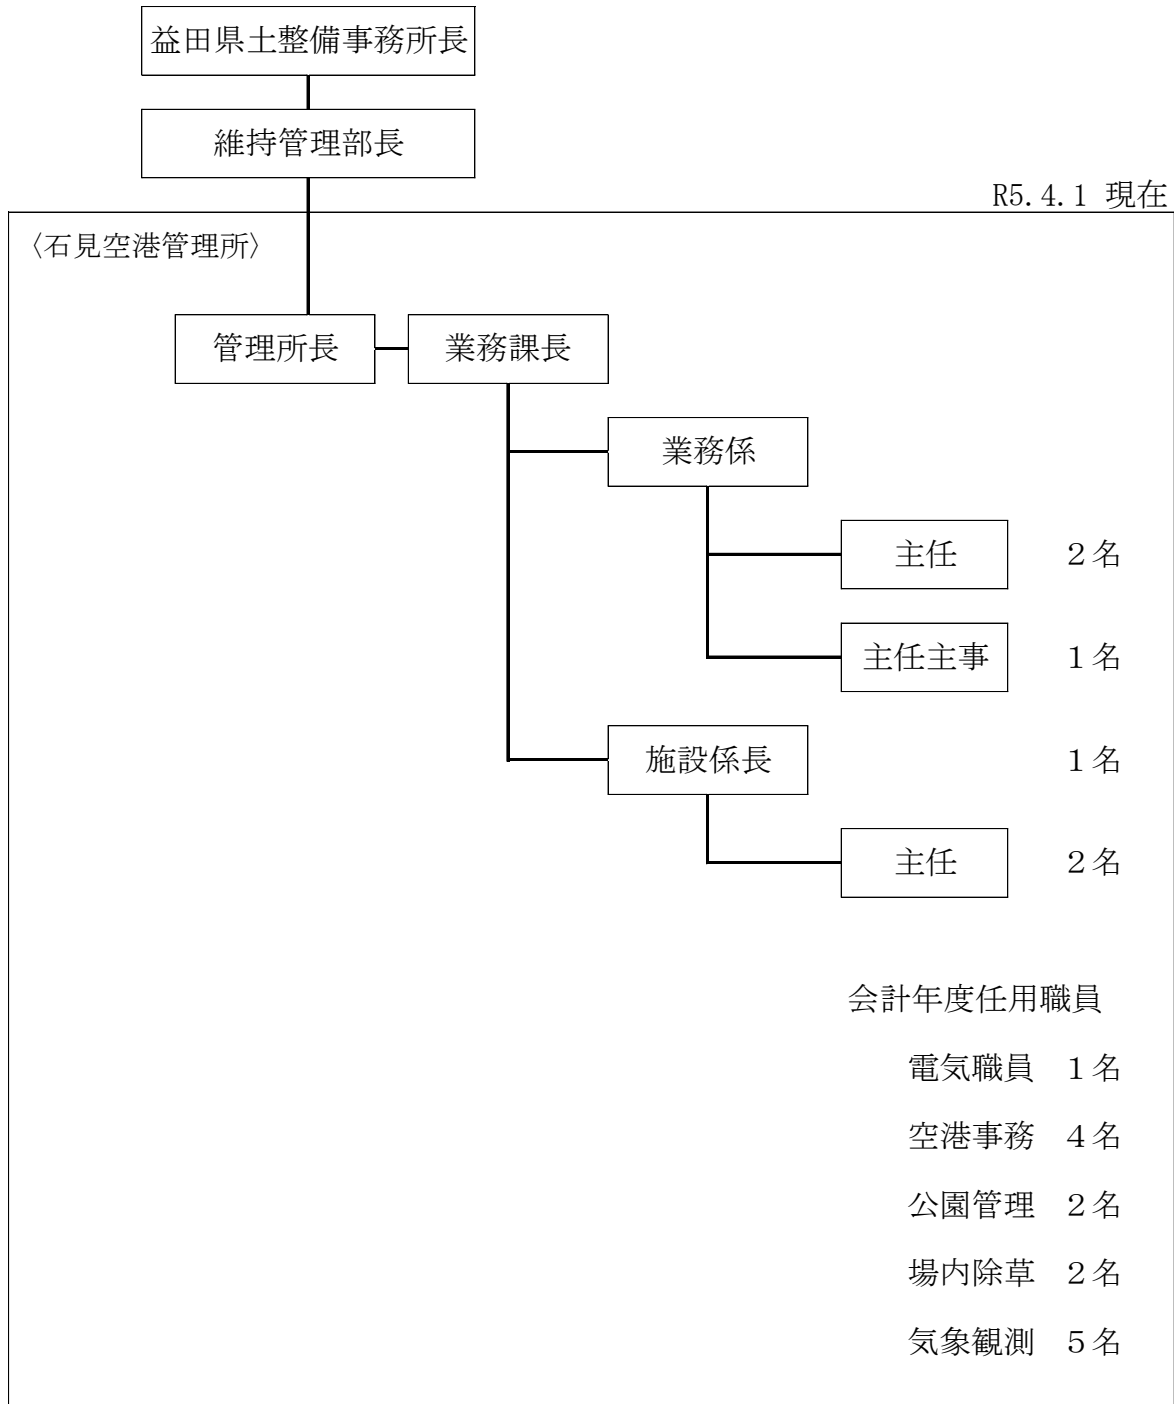 益田県土整備事務所長
維持管理部長
R5.4.1 現在
〈石見空港管理所〉
管理所長 業務課長
業務係
主任 ２名
主任主事 １名
施設係長 １名
主任 ２名
会計年度任用職員
電気職員 １名
空港事務 ４名
公園管理 ２名
場内除草 ２名
気象観測 ５名